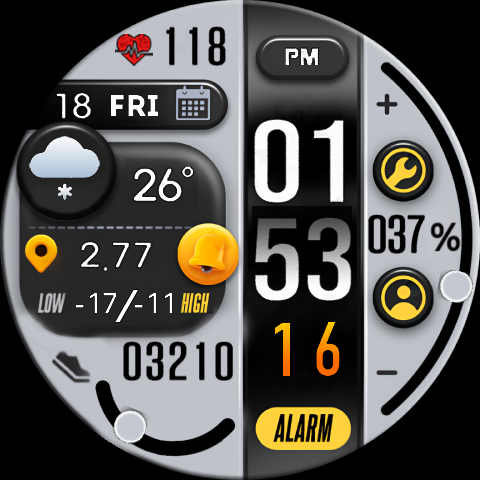 118
18 FRI
26°
2.77
LOW -17/-11 HIGH
03210
PM
01
53
16
ALARM
+
037%
-